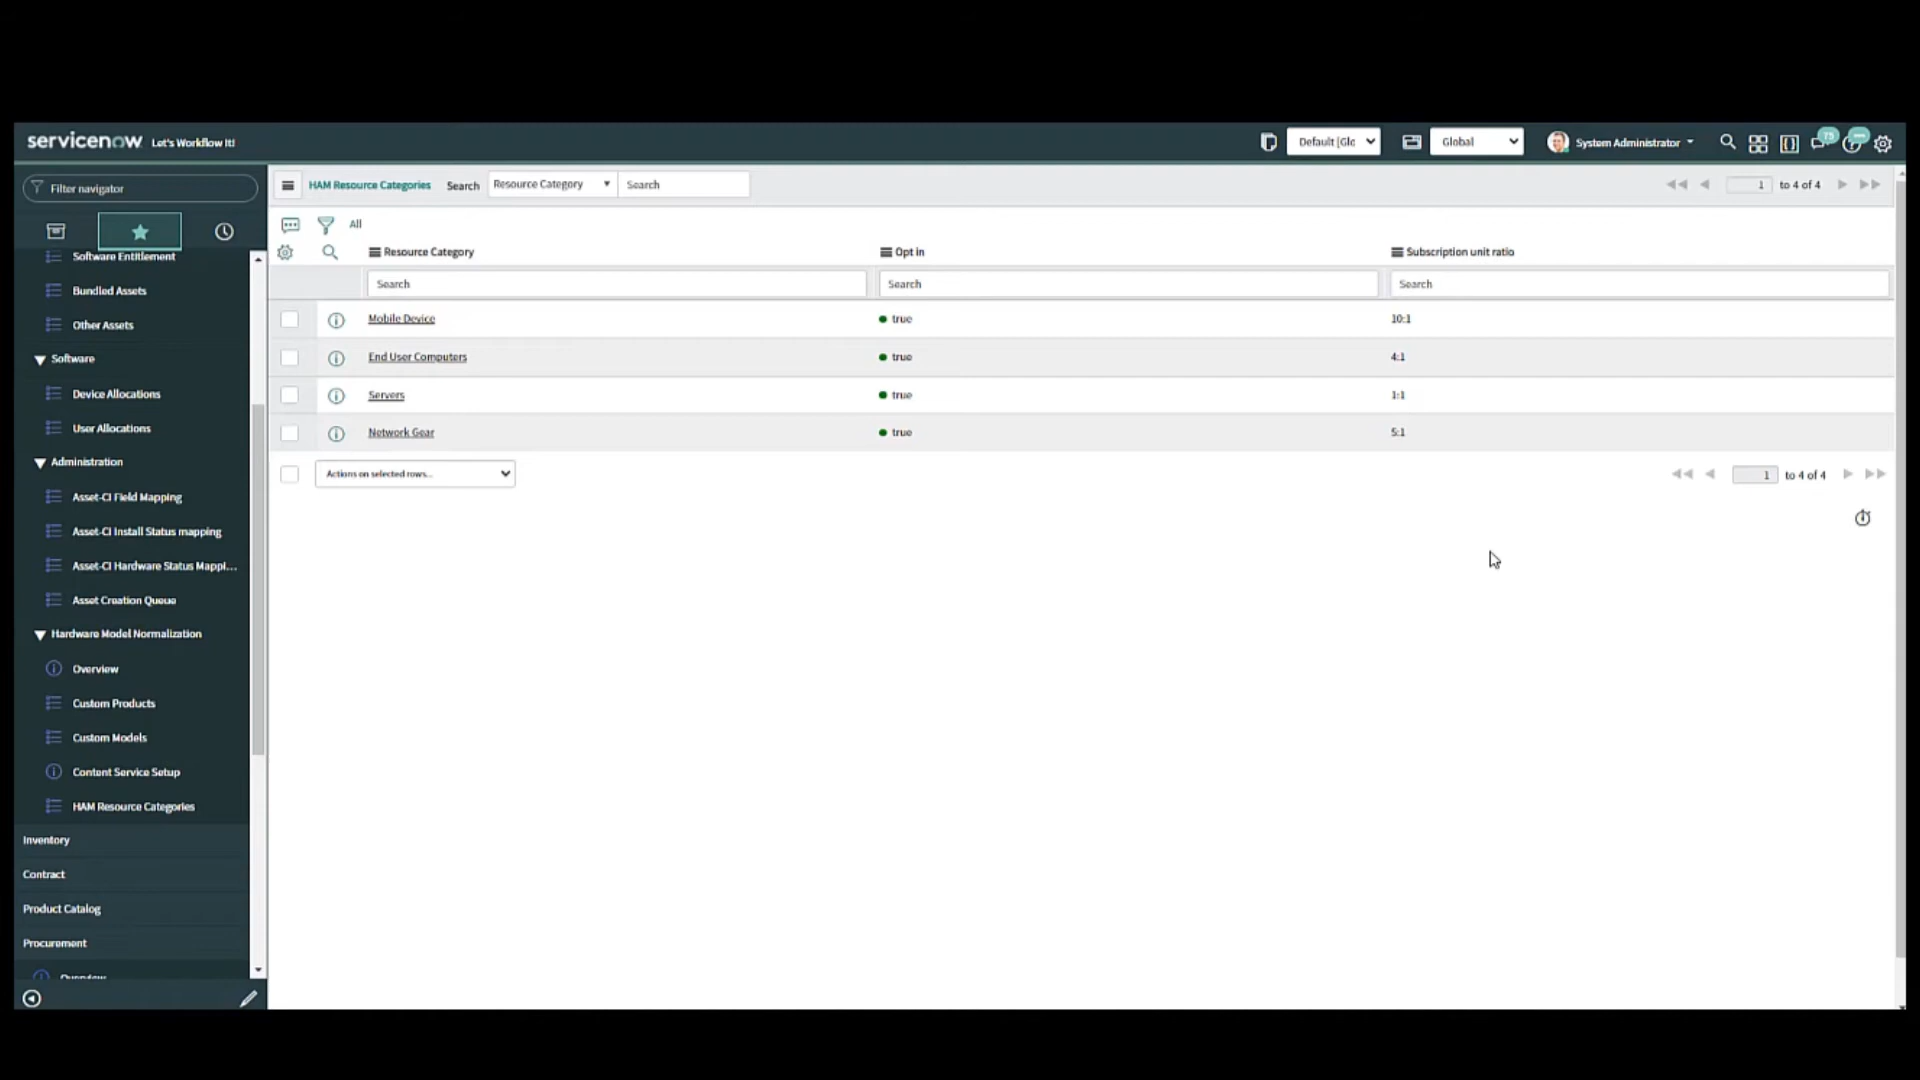 servicenow Let's Workflow It!
Default [Glo
Global
System Administrator
75
Filter navigator
HAM Resource Categories Search Resource Category Search
1 to 4 of 4
All
Resource Category Opt in Subscription unit ratio
Search Search Search
Mobile Device true 10:1
End User Computers true 4:1
Servers true 1:1
Network Gear true 5:1
Actions on selected rows...
1 to 4 of 4
Software Entitlement
Bundled Assets
Other Assets
Software
Device Allocations
User Allocations
Administration
Asset-CI Field Mapping
Asset-CI Install Status mapping
Asset-CI Hardware Status Mappi...
Asset Creation Queue
Hardware Model Normalization
Overview
Custom Products
Custom Models
Content Service Setup
HAM Resource Categories
Inventory
Contract
Product Catalog
Procurement
Overview